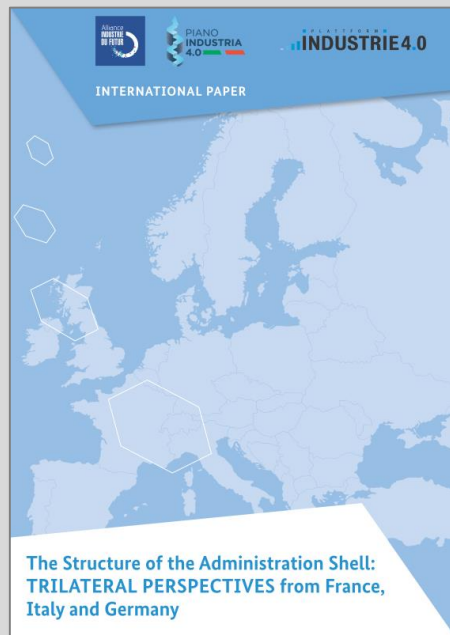 Alliance
INDUSTRIE
DU FUTUR
PIANO
INDUSTRIA
4.0
PLATTFORM
INDUSTRIE4.0
INTERNATIONAL PAPER
The Structure of the Administration Shell:
TRILATERAL PERSPECTIVES from France,
Italy and Germany